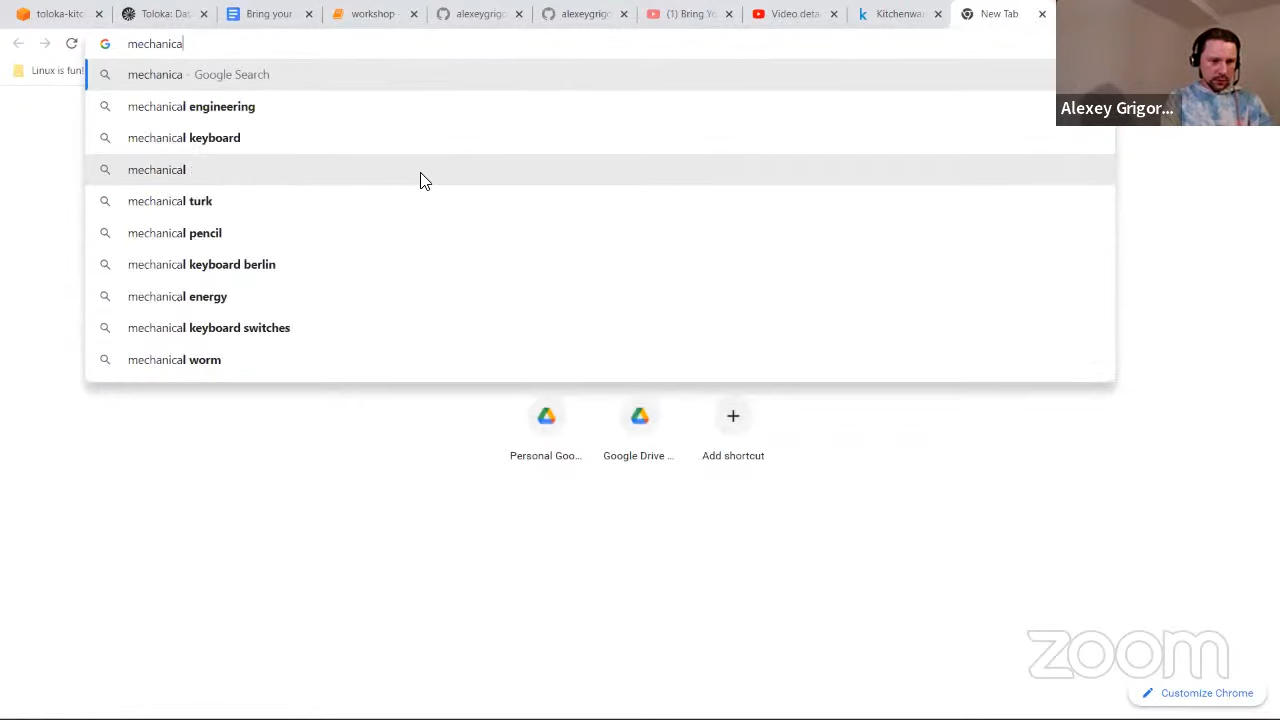 toloka-kit
Toloka: Dat
Bring your
workshop
alexeygrigo
alexeygrigo
(1) Bring Yo
Video detai
Kitchenwa
New Tab
mechanica
Linux is fun!
mechanica - Google Search
mechanical engineering
mechanical keyboard
mechanical
mechanical turk
mechanical pencil
mechanical keyboard berlin
mechanical energy
mechanical keyboard switches
mechanical worm
Alexey Grigor...
Personal Goo...
Google Drive ...
Add shortcut
zoom
Customize Chrome